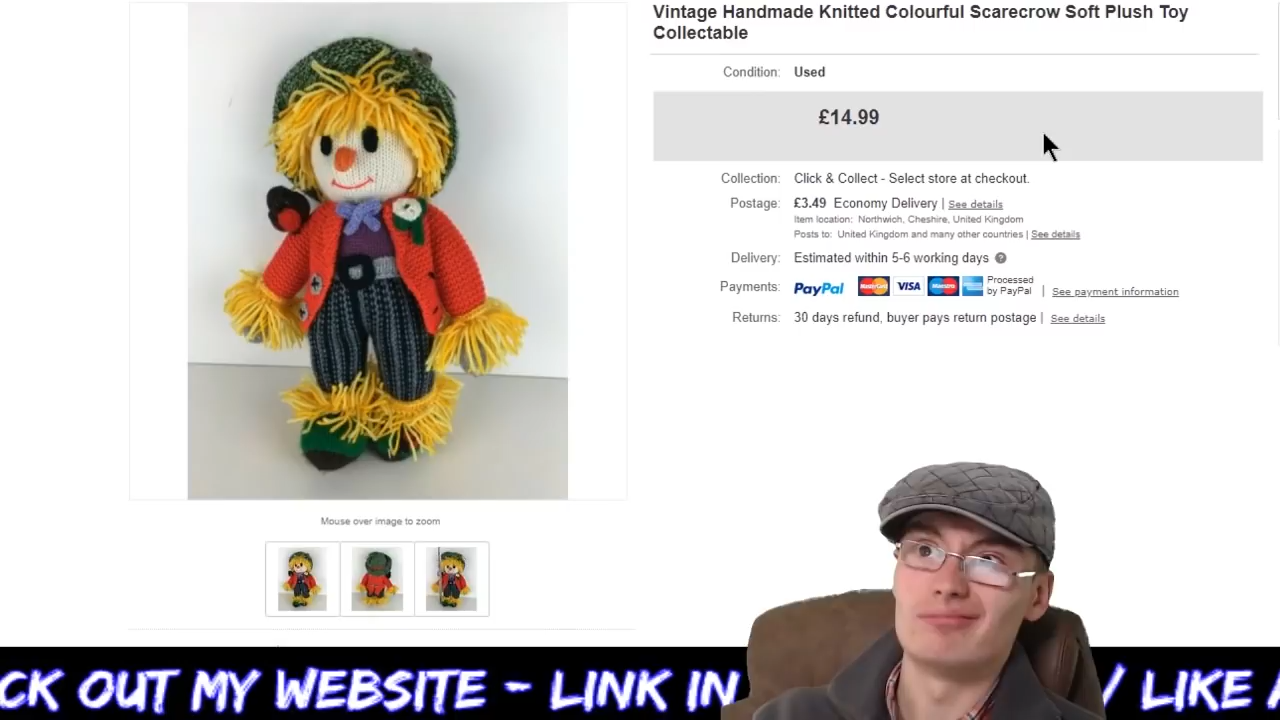 Vintage Handmade Knitted Colourful Scarecrow Soft Plush Toy
Collectable
Condition: Used
£14.99
Collection: Click & Collect - Select store at checkout.
Postage: £3.49 Economy Delivery | See details
Item location: Northwich, Cheshire, United Kingdom
Posts to: United Kingdom and many other countries | See details
Delivery: Estimated within 5-6 working days ?
Payments: PayPal MasterCard VISA Maestro Processed
by PayPal | See payment information
Returns: 30 days refund, buyer pays return postage | See details
Mouse over image to zoom
CK OUT MY WEBSITE - LINK IN / LIKE A